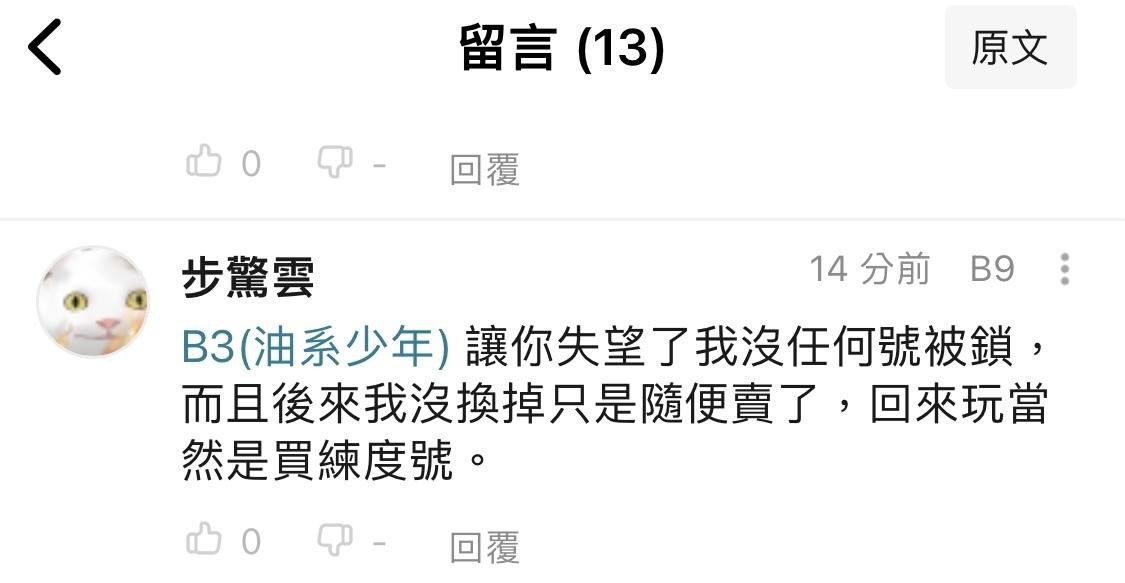 留言 (13)
原文
0 - 回覆
步驚雲
14 分前 B9
B3(油系少年) 讓你失望了我沒任何號被鎖，
而且後來我沒換掉只是隨便賣了，回來玩當
然是買練度號。
0 - 回覆